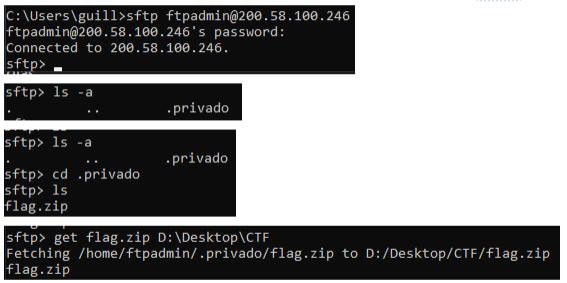 C:\Users\guill>sftp ftpadmin@200.58.100.246
ftpadmin@200.58.100.246's password:
Connected to 200.58.100.246.
sftp>
sftp> ls -a
. .. .privado
sftp> ls -a
. .. .privado
sftp> cd .privado
sftp> ls
flag.zip
sftp> get flag.zip D:\Desktop\CTF
Fetching /home/ftpadmin/.privado/flag.zip to D:/Desktop/CTF/flag.zip
flag.zip